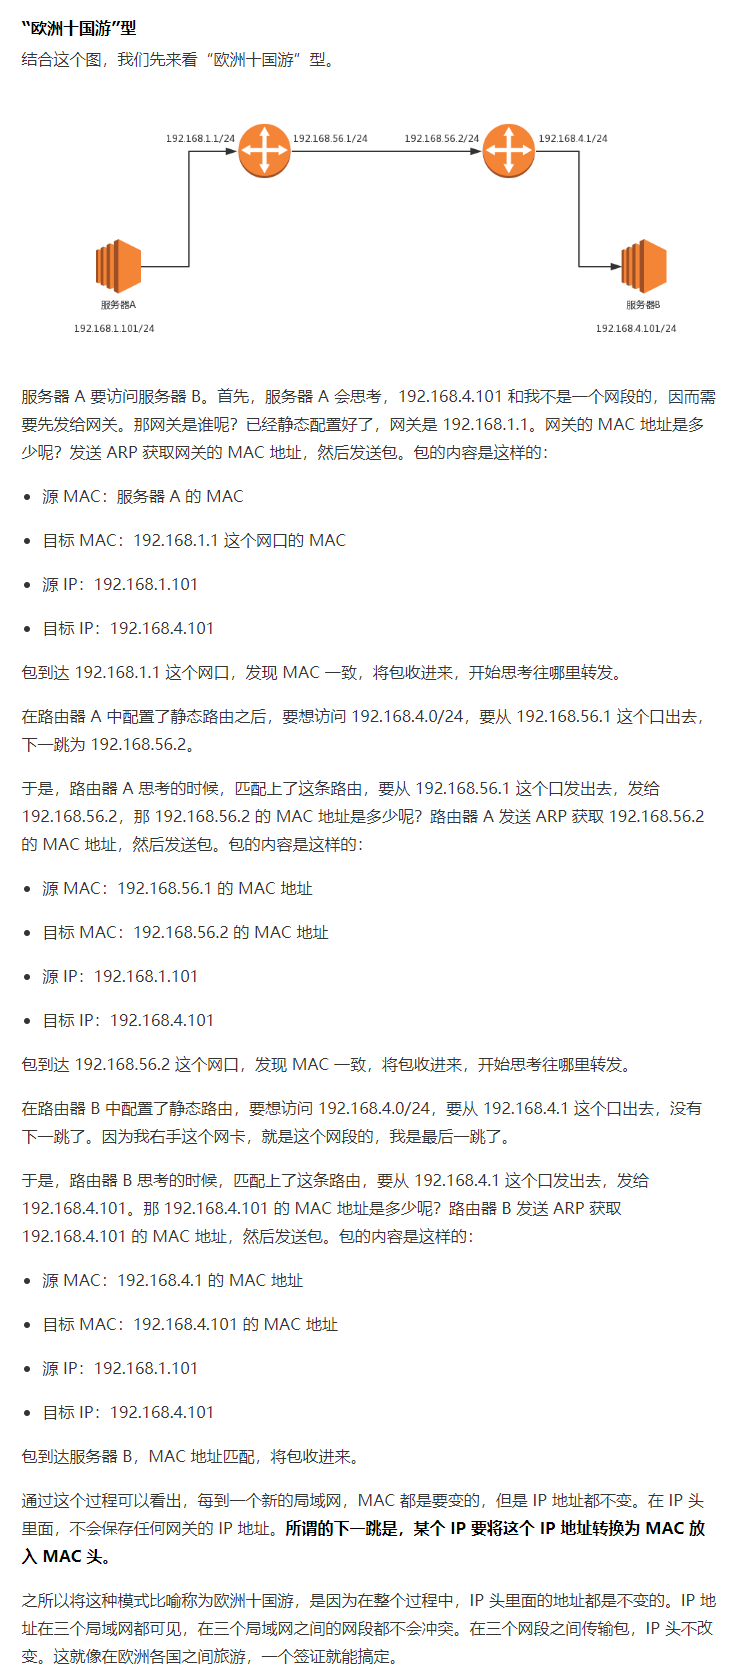 “欧洲十国游”型
结合这个图，我们先来看“欧洲十国游”型。
192.168.1.1/24
192.168.56.1/24
192.168.56.2/24
192.168.4.1/24
服务器A
服务器B
192.168.1.101/24
192.168.4.101/24
服务器 A 要访问服务器 B。首先，服务器 A 会思考，192.168.4.101 和我不是一个网段的，因而需
要先发给网关。那网关是谁呢？已经静态配置好了，网关是 192.168.1.1。网关的 MAC 地址是多
少呢？发送 ARP 获取网关的 MAC 地址，然后发送包。包的内容是这样的：
• 源 MAC：服务器 A 的 MAC
• 目标 MAC：192.168.1.1 这个网口的 MAC
• 源 IP：192.168.1.101
• 目标 IP：192.168.4.101
包到达 192.168.1.1 这个网口，发现 MAC 一致，将包收进来，开始思考往哪里转发。
在路由器 A 中配置了静态路由之后，要想访问 192.168.4.0/24，要从 192.168.56.1 这个口出去，
下一跳为 192.168.56.2。
于是，路由器 A 思考的时候，匹配上了这条路由，要从 192.168.56.1 这个口发出去，发给
192.168.56.2，那 192.168.56.2 的 MAC 地址是多少呢？路由器 A 发送 ARP 获取 192.168.56.2
的 MAC 地址，然后发送包。包的内容是这样的：
• 源 MAC：192.168.56.1 的 MAC 地址
• 目标 MAC：192.168.56.2 的 MAC 地址
• 源 IP：192.168.1.101
• 目标 IP：192.168.4.101
包到达 192.168.56.2 这个网口，发现 MAC 一致，将包收进来，开始思考往哪里转发。
在路由器 B 中配置了静态路由，要想访问 192.168.4.0/24，要从 192.168.4.1 这个口出去，没有
下一跳了。因为我右手这个网卡，就是这个网段的，我是最后一跳了。
于是，路由器 B 思考的时候，匹配上了这条路由，要从 192.168.4.1 这个口发出去，发给
192.168.4.101。那 192.168.4.101 的 MAC 地址是多少呢？路由器 B 发送 ARP 获取
192.168.4.101 的 MAC 地址，然后发送包。包的内容是这样的：
• 源 MAC：192.168.4.1 的 MAC 地址
• 目标 MAC：192.168.4.101 的 MAC 地址
• 源 IP：192.168.1.101
• 目标 IP：192.168.4.101
包到达服务器 B，MAC 地址匹配，将包收进来。
通过这个过程可以看出，每到一个新的局域网，MAC 都是要变的，但是 IP 地址都不变。在 IP 头
里面，不会保存任何网关的 IP 地址。所谓的下一跳是，某个 IP 要将这个 IP 地址转换为 MAC 放
入 MAC 头。
之所以将这种模式比喻称为欧洲十国游，是因为在整个过程中，IP 头里面的地址都是不变的。IP 地
址在三个局域网都可见，在三个局域网之间的网段都不会冲突。在三个网段之间传输包，IP 头不改
变。这就像在欧洲各国之间旅游，一个签证就能搞定。